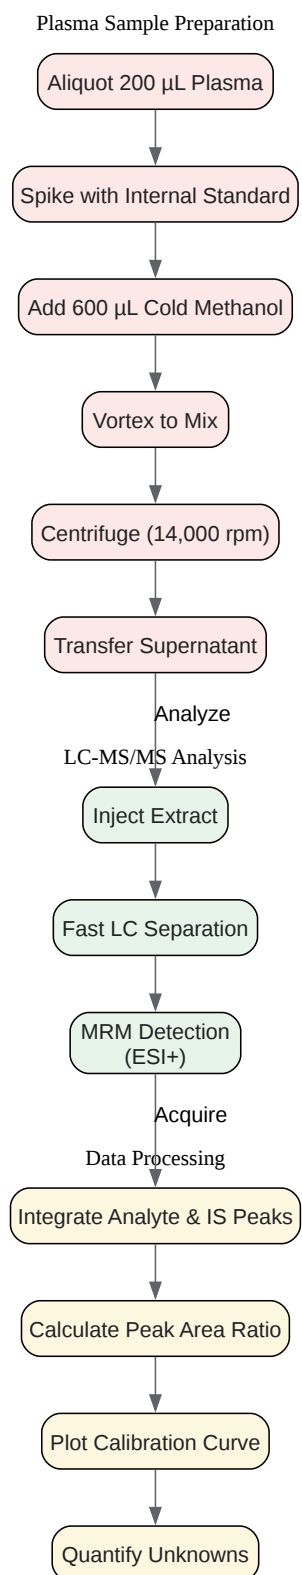 Plasma Sample Preparation
Aliquot 200 µL Plasma
Spike with Internal Standard
Add 600 µL Cold Methanol
Vortex to Mix
Centrifuge (14,000 rpm)
Transfer Supernatant
Analyze
LC-MS/MS Analysis
Inject Extract
Fast LC Separation
MRM Detection
(ESI+)
Acquire
Data Processing
Integrate Analyte & IS Peaks
Calculate Peak Area Ratio
Plot Calibration Curve
Quantify Unknowns